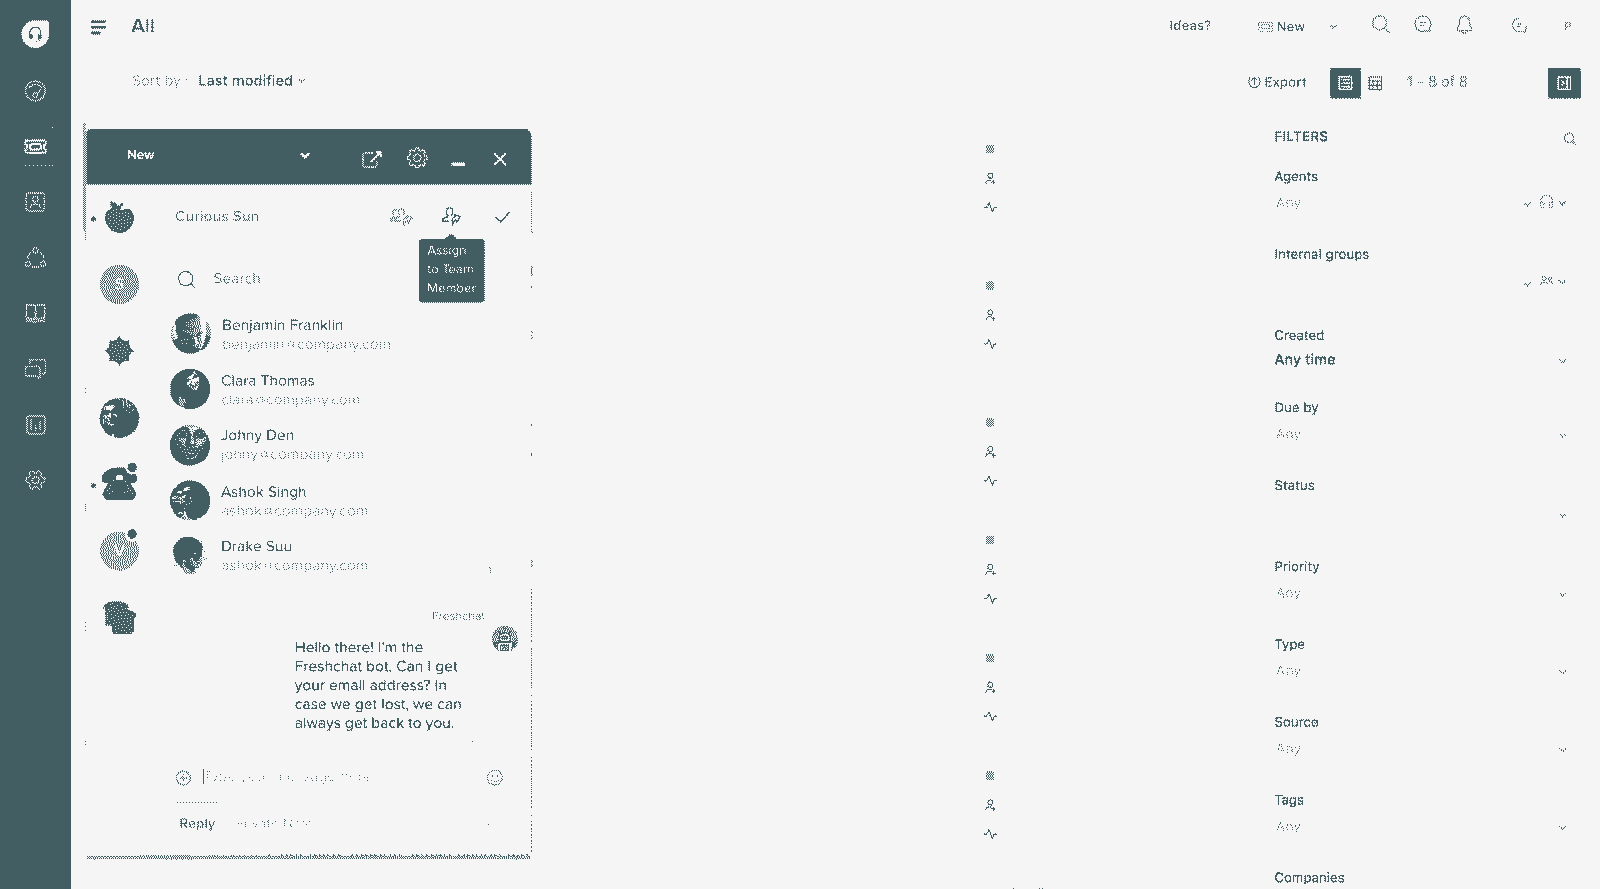 All
Ideas?
New
P
Sort by : Last modified
Export
1 - 8 of 8
New
Curious Sun
Assign
to Team
Member
S
Search
Benjamin Franklin
benjamin@company.com
Clara Thomas
clara@company.com
Johny Den
johny@company.com
Ashok Singh
ashok@company.com
Drake Suu
ashok@company.com
V
Freshchat
Hello there! I'm the
Freshchat bot. Can I get
your email address? In
case we get lost, we can
always get back to you.
Reply
FILTERS
Agents
Any
Internal groups
Created
Any time
Due by
Any
Status
Priority
Any
Type
Any
Source
Any
Tags
Any
Companies